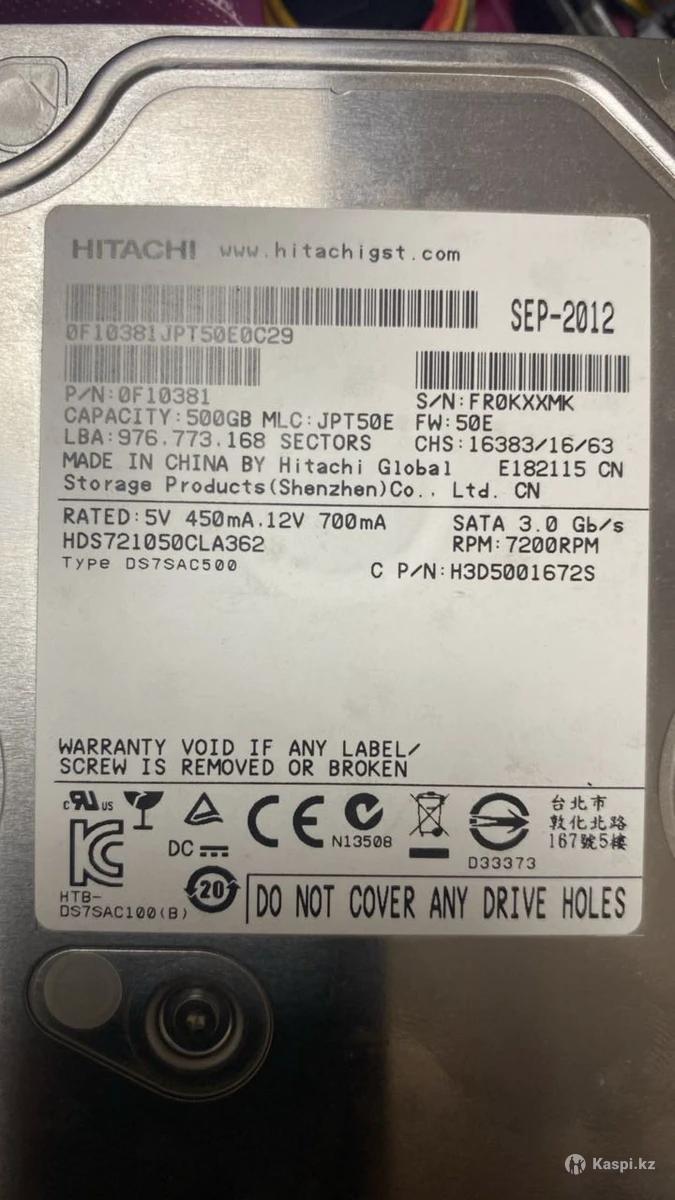 HITACHI www.hitachigst.com
SEP-2012
0F10381JPT50E0C29
P/N:0F10381
S/N:FR0KXXMK
CAPACITY:500GB MLC:JPT50E FW:50E
LBA:976.773.168 SECTORS CHS:16383/16/63
MADE IN CHINA BY Hitachi Global E182115 CN
Storage Products(Shenzhen)Co., Ltd. CN
RATED:5V 450mA.12V 700mA SATA 3.0 Gb/s
HDS721050CLA362 RPM:7200RPM
Type DS7SAC500 C P/N:H3D5001672S
WARRANTY VOID IF ANY LABEL/
SCREW IS REMOVED OR BROKEN
c RU us
CE
N13508
D33373
台北市
敦化北路
167號5樓
DC
HTB-
DS7SAC100(B)
20
DO NOT COVER ANY DRIVE HOLES
Kaspi.kz